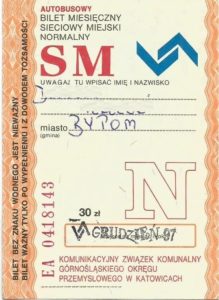 AUTOBUSOWY
BILET MIESIĘCZNY
SIECIOWY MIEJSKI
NORMALNY
SM
UWAGA! TU WPISAĆ IMIĘ I NAZWISKO
miasto BYTOM
(gmina)
N
30 zł
GRUDZIEŃ 97
KOMUNIKACYJNY ZWIĄZEK KOMUNALNY
GÓRNOŚLĄSKIEGO OKRĘGU
PRZEMYSŁOWEGO W KATOWICACH
BILET BEZ ZNAKU WODNEGO JEST NIEWAŻNY
BILET WAŻNY TYLKO PO WYPEŁNIENIU I Z DOWODEM TOŻSAMOŚCI
EA 0418143